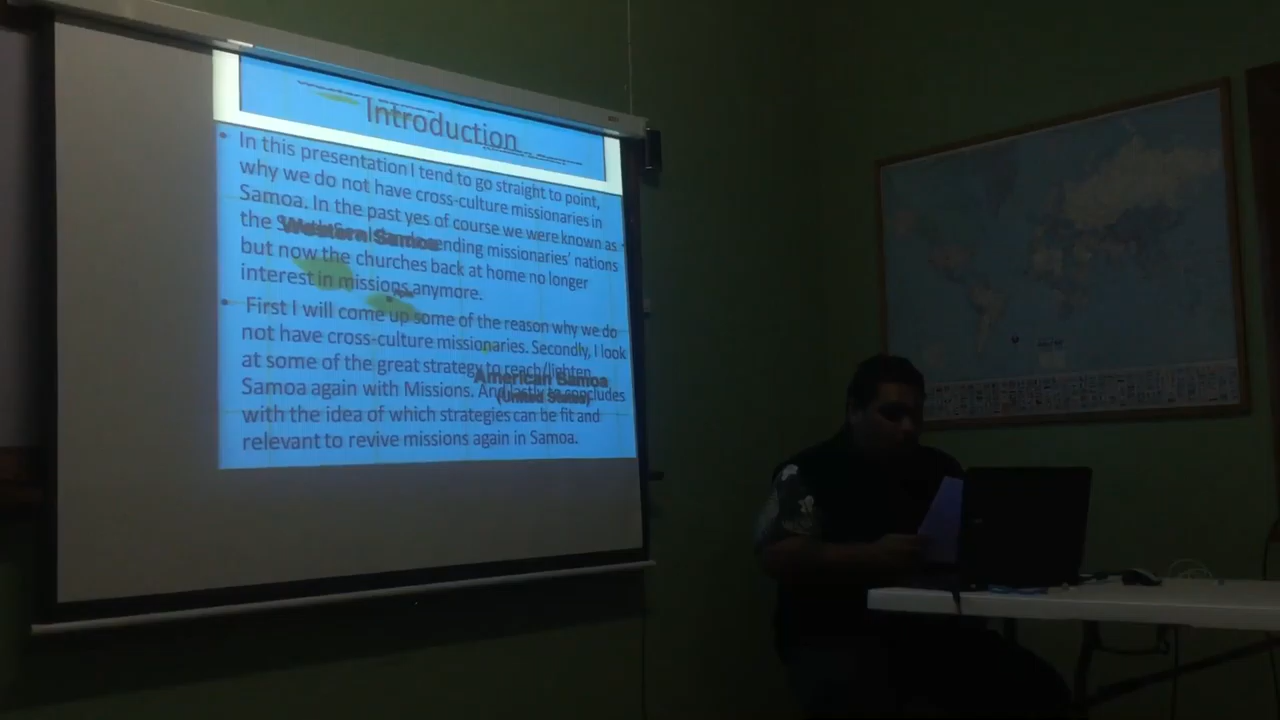 Introduction
• In this presentation I tend to go straight to point,
why we do not have cross-culture missionaries in
Samoa. In the past yes of course we were known as
the sending missionaries' nations
Western Samoa
but now the churches back at home no longer
interest in missions anymore.
• First I will come up some of the reason why we do
not have cross-culture missionaries. Secondly, I look
at some of the great strategy to reach/lighten
American Samoa
Samoa again with Missions. And lastly to concludes
(United States)
with the idea of which strategies can be fit and
relevant to revive missions again in Samoa.